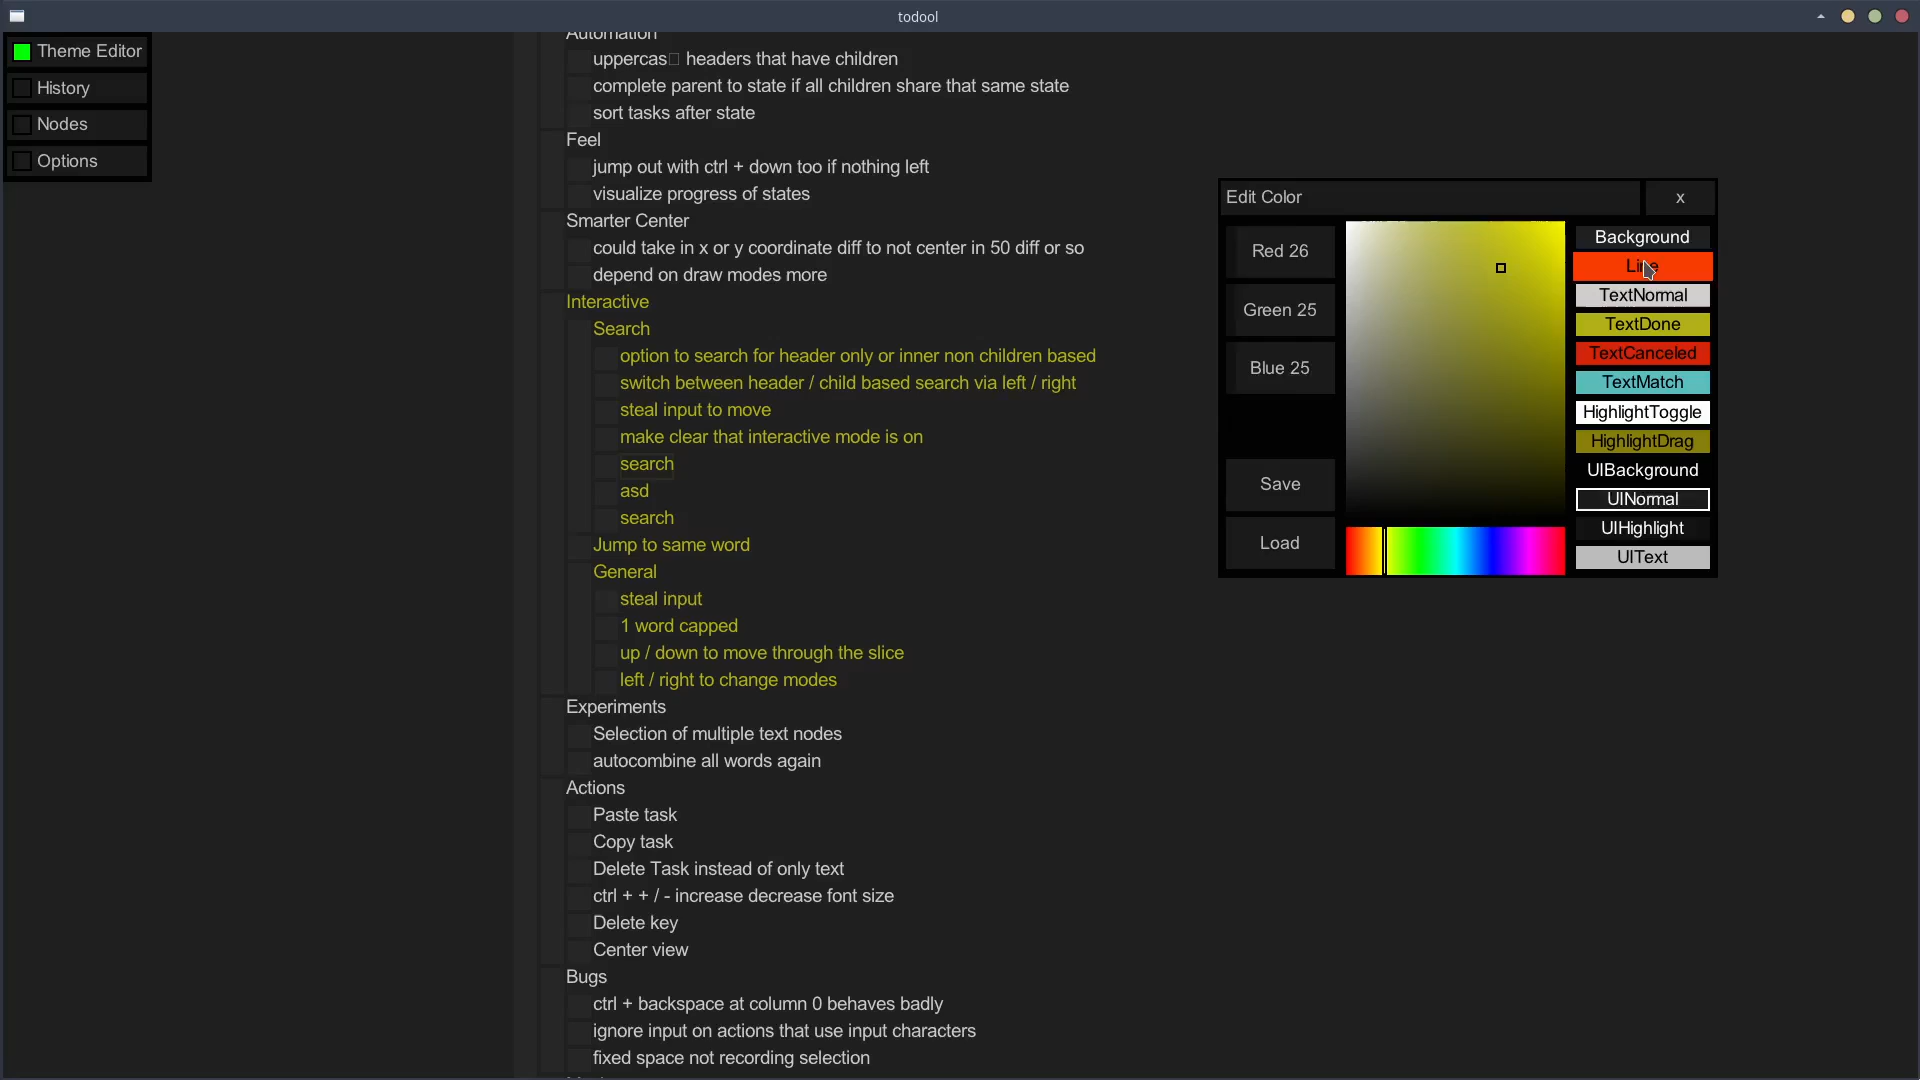 todool
Theme Editor
History
Nodes
Options
Automation
uppercas□ headers that have children
complete parent to state if all children share that same state
sort tasks after state
Feel
jump out with ctrl + down too if nothing left
visualize progress of states
Smarter Center
could take in x or y coordinate diff to not center in 50 diff or so
depend on draw modes more
Interactive
Search
option to search for header only or inner non children based
switch between header / child based search via left / right
steal input to move
make clear that interactive mode is on
search
asd
search
Jump to same word
General
steal input
1 word capped
up / down to move through the slice
left / right to change modes
Experiments
Selection of multiple text nodes
autocombine all words again
Actions
Paste task
Copy task
Delete Task instead of only text
ctrl + + / - increase decrease font size
Delete key
Center view
Bugs
ctrl + backspace at column 0 behaves badly
ignore input on actions that use input characters
fixed space not recording selection
Edit Color
x
Red 26
Green 25
Blue 25
Save
Load
Background
Line
TextNormal
TextDone
TextCanceled
TextMatch
HighlightToggle
HighlightDrag
UIBackground
UINormal
UIHighlight
UIText